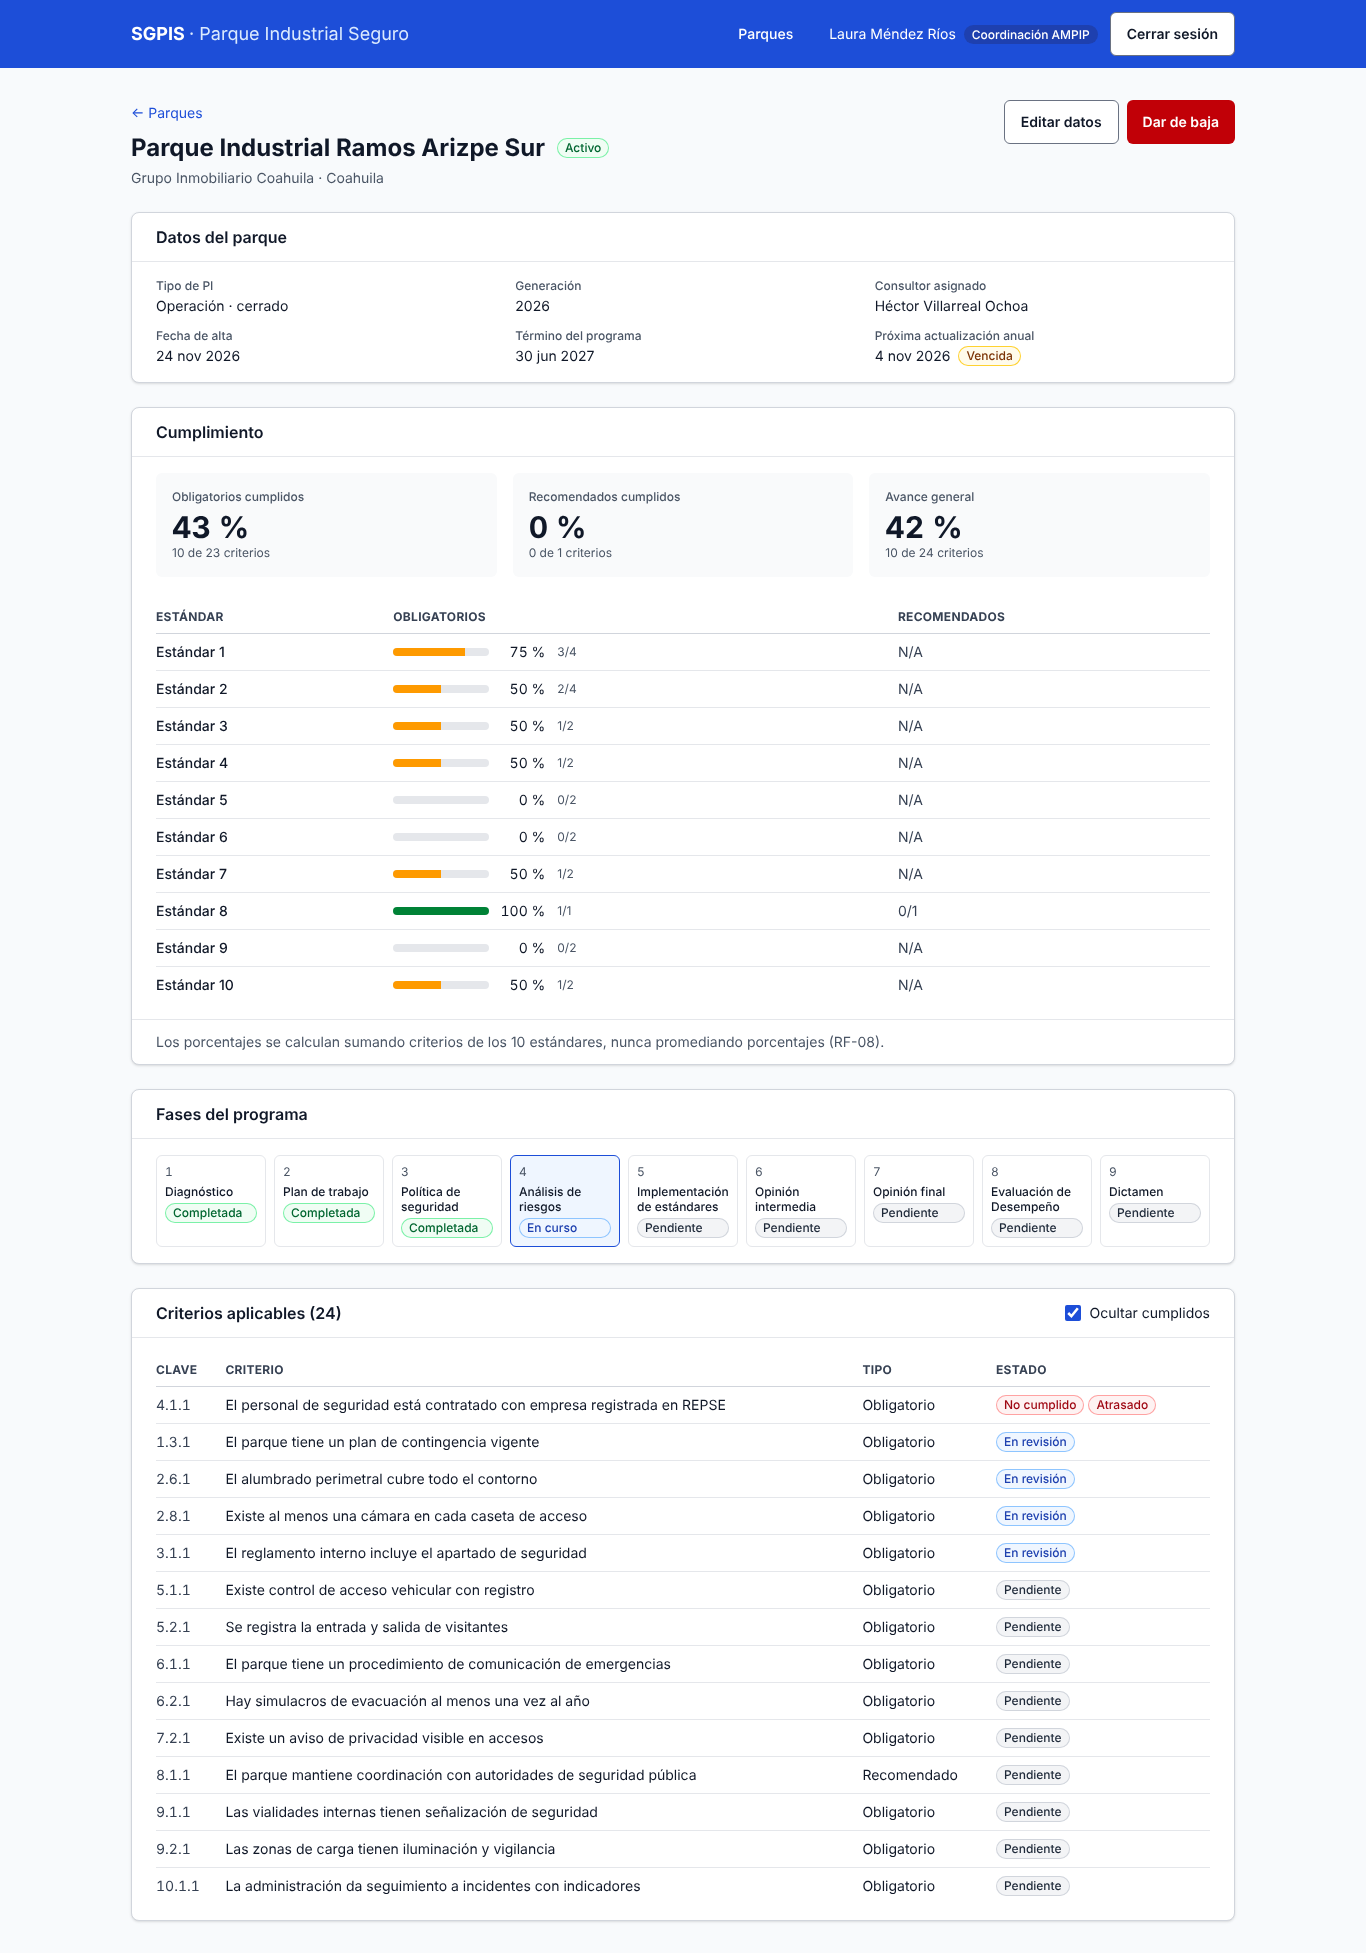 SGPIS · Parque Industrial Seguro
Parques
Laura Méndez Ríos
Coordinación AMPIP
Cerrar sesión
← Parques
Parque Industrial Ramos Arizpe Sur
Activo
Grupo Inmobiliario Coahuila · Coahuila
Editar datos
Dar de baja
Datos del parque
Tipo de PI
Operación · cerrado
Generación
2026
Consultor asignado
Héctor Villarreal Ochoa
Fecha de alta
24 nov 2026
Término del programa
30 jun 2027
Próxima actualización anual
4 nov 2026 Vencida
Cumplimiento
Obligatorios cumplidos
43 %
10 de 23 criterios
Recomendados cumplidos
0 %
0 de 1 criterios
Avance general
42 %
10 de 24 criterios
ESTÁNDAR OBLIGATORIOS RECOMENDADOS
Estándar 1 75 % 3/4 N/A
Estándar 2 50 % 2/4 N/A
Estándar 3 50 % 1/2 N/A
Estándar 4 50 % 1/2 N/A
Estándar 5 0 % 0/2 N/A
Estándar 6 0 % 0/2 N/A
Estándar 7 50 % 1/2 N/A
Estándar 8 100 % 1/1 0/1
Estándar 9 0 % 0/2 N/A
Estándar 10 50 % 1/2 N/A
Los porcentajes se calculan sumando criterios de los 10 estándares, nunca promediando porcentajes (RF-08).
Fases del programa
1
Diagnóstico
Completada
2
Plan de trabajo
Completada
3
Política de
seguridad
Completada
4
Análisis de
riesgos
En curso
5
Implementación
de estándares
Pendiente
6
Opinión
intermedia
Pendiente
7
Opinión final
Pendiente
8
Evaluación de
Desempeño
Pendiente
9
Dictamen
Pendiente
Criterios aplicables (24)
Ocultar cumplidos
CLAVE CRITERIO TIPO ESTADO
4.1.1 El personal de seguridad está contratado con empresa registrada en REPSE Obligatorio No cumplido Atrasado
1.3.1 El parque tiene un plan de contingencia vigente Obligatorio En revisión
2.6.1 El alumbrado perimetral cubre todo el contorno Obligatorio En revisión
2.8.1 Existe al menos una cámara en cada caseta de acceso Obligatorio En revisión
3.1.1 El reglamento interno incluye el apartado de seguridad Obligatorio En revisión
5.1.1 Existe control de acceso vehicular con registro Obligatorio Pendiente
5.2.1 Se registra la entrada y salida de visitantes Obligatorio Pendiente
6.1.1 El parque tiene un procedimiento de comunicación de emergencias Obligatorio Pendiente
6.2.1 Hay simulacros de evacuación al menos una vez al año Obligatorio Pendiente
7.2.1 Existe un aviso de privacidad visible en accesos Obligatorio Pendiente
8.1.1 El parque mantiene coordinación con autoridades de seguridad pública Recomendado Pendiente
9.1.1 Las vialidades internas tienen señalización de seguridad Obligatorio Pendiente
9.2.1 Las zonas de carga tienen iluminación y vigilancia Obligatorio Pendiente
10.1.1 La administración da seguimiento a incidentes con indicadores Obligatorio Pendiente